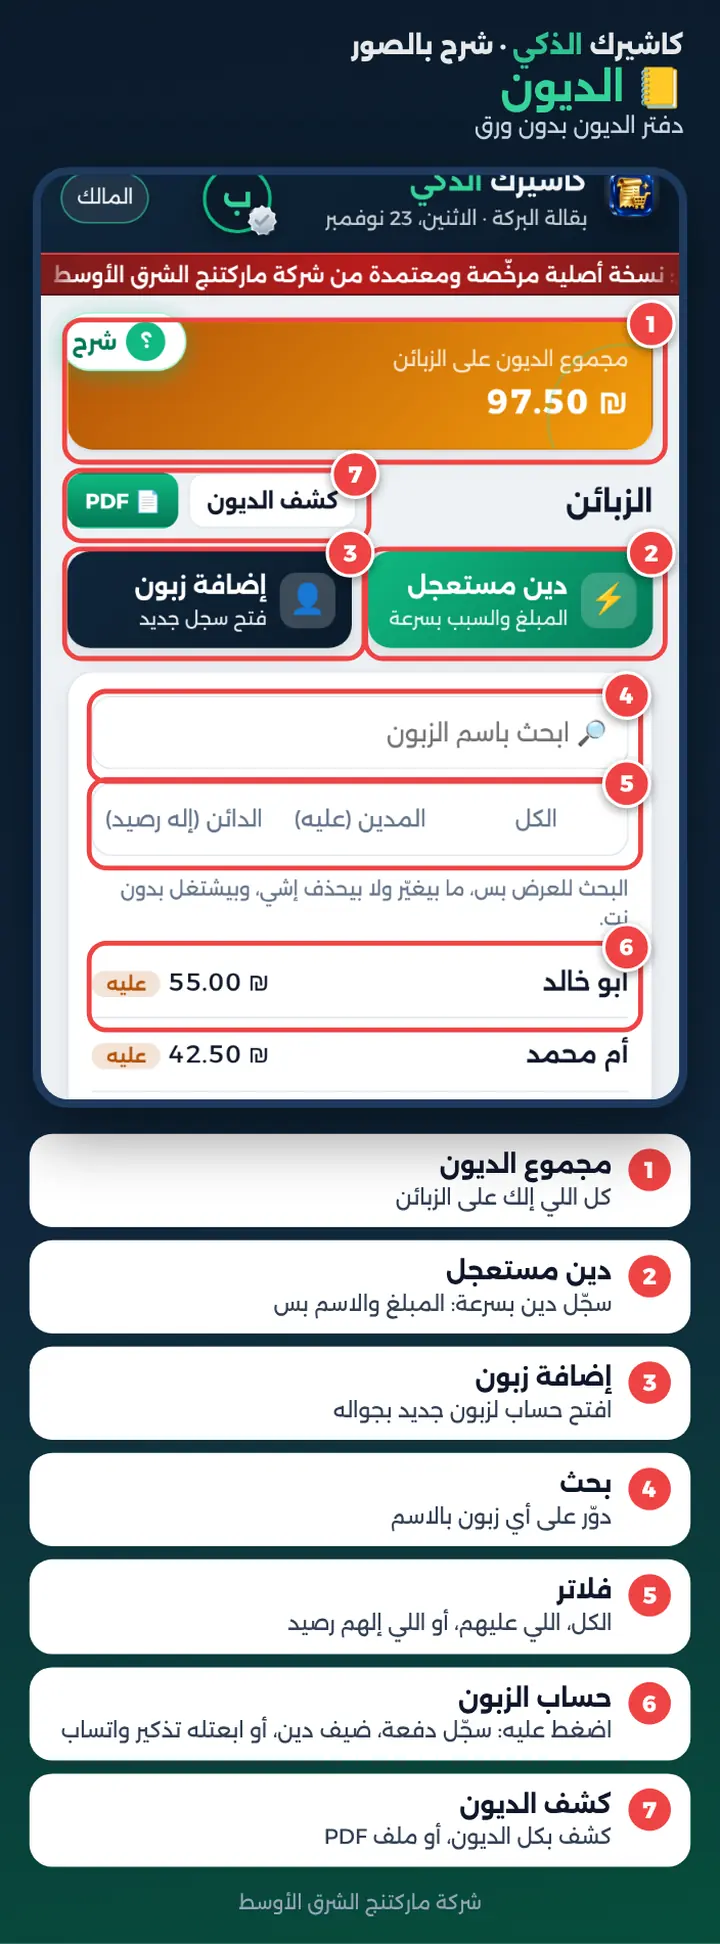 كاشيرك الذكي · شرح بالصور
الديون
دفتر الديون بدون ورق
كاشيرك الذكي
بقالة البركة · الاثنين، 23 نوفمبر
ب
المالك
نسخة أصلية مرخّصة ومعتمدة من شركة ماركتنج الشرق الأوسط
1
؟ شرح
مجموع الديون على الزبائن
₪ 97.50
7
الزبائن
كشف الديون
PDF
2
دين مستعجل
المبلغ والسبب بسرعة
3
إضافة زبون
فتح سجل جديد
4
ابحث باسم الزبون
5
الكل
المدين (عليه)
الدائن (إله رصيد)
البحث للعرض بس، ما بيغيّر ولا بيحذف إشي، وبيشتغل بدون
نت.
6
أبو خالد
₪ 55.00
عليه
أم محمد
₪ 42.50
عليه
1
مجموع الديون
كل اللي إلك على الزبائن
2
دين مستعجل
سجّل دين بسرعة: المبلغ والاسم بس
3
إضافة زبون
افتح حساب لزبون جديد بجواله
4
بحث
دوّر على أي زبون بالاسم
5
فلاتر
الكل، اللي عليهم، أو اللي إلهم رصيد
6
حساب الزبون
اضغط عليه: سجّل دفعة، ضيف دين، أو ابعتله تذكير واتساب
7
كشف الديون
كشف بكل الديون، أو ملف PDF
شركة ماركتنج الشرق الأوسط